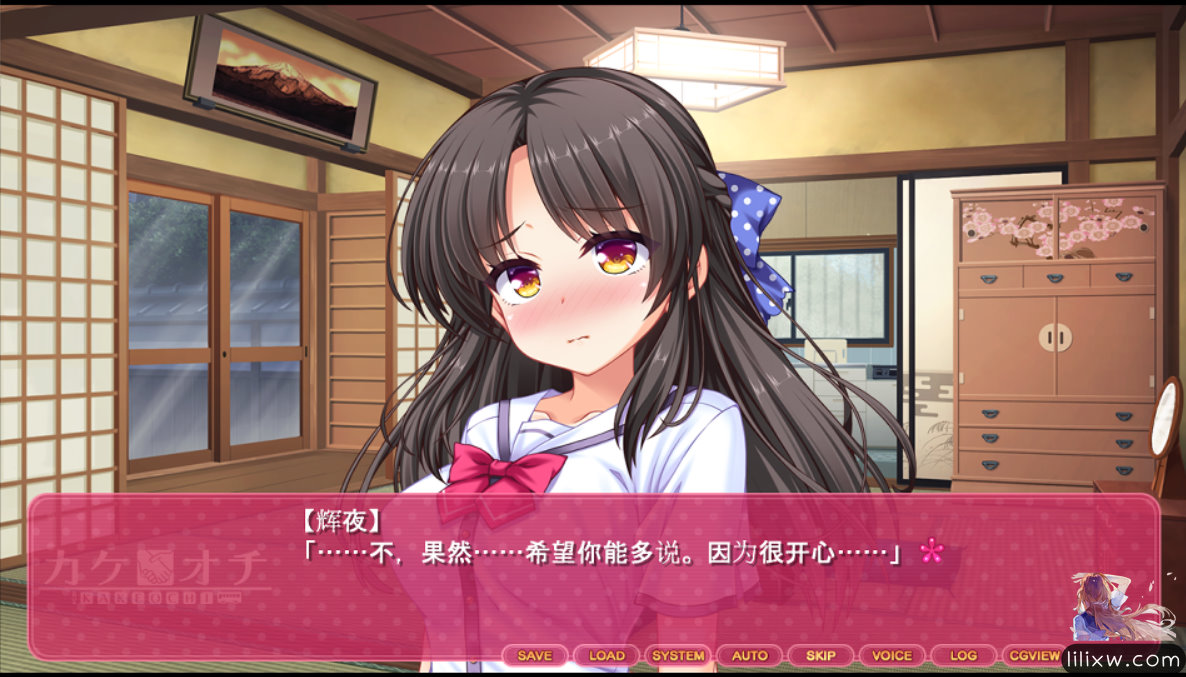 【辉夜】
「……不，果然……希望你能多说。因为很开心……」
カケオチ
KAKEOCHI
SAVE
LOAD
SYSTEM
AUTO
SKIP
VOICE
LOG
CGVIEW
lilixw.com